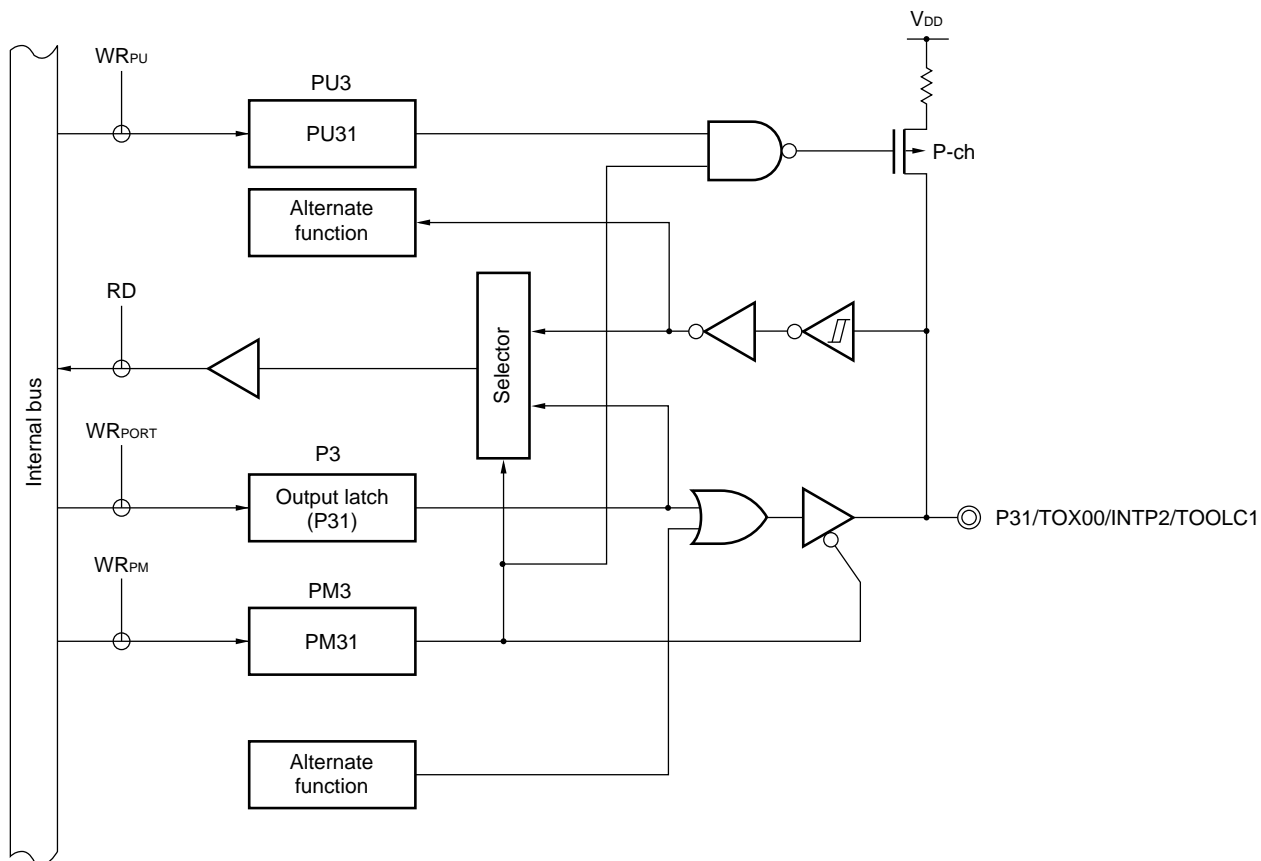 VDD
WRPU
PU3
PU31
P-ch
Alternate
function
RD
Selector
Internal bus
WRPORT
P3
Output latch
(P31)
P31/TOX00/INTP2/TOOLC1
WRPM
PM3
PM31
Alternate
function